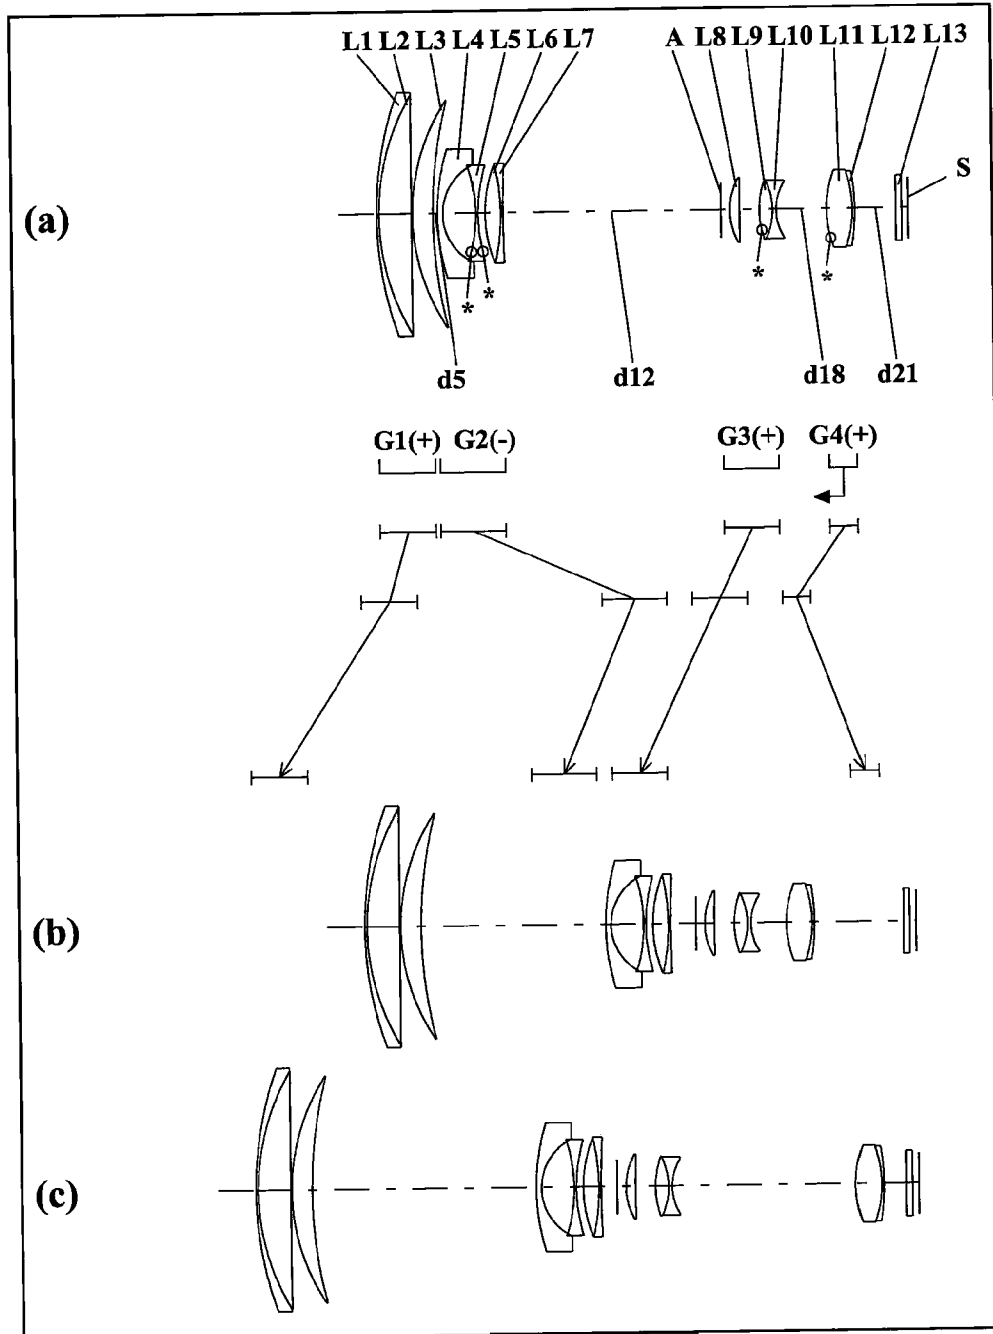 L1 L2 L3 L4 L5 L6 L7 A L8 L9 L10 L11 L12 L13
S
(a)
* * * *
d5 d12 d18 d21
G1(+) G2(-) G3(+) G4(+)
(b)
(c)